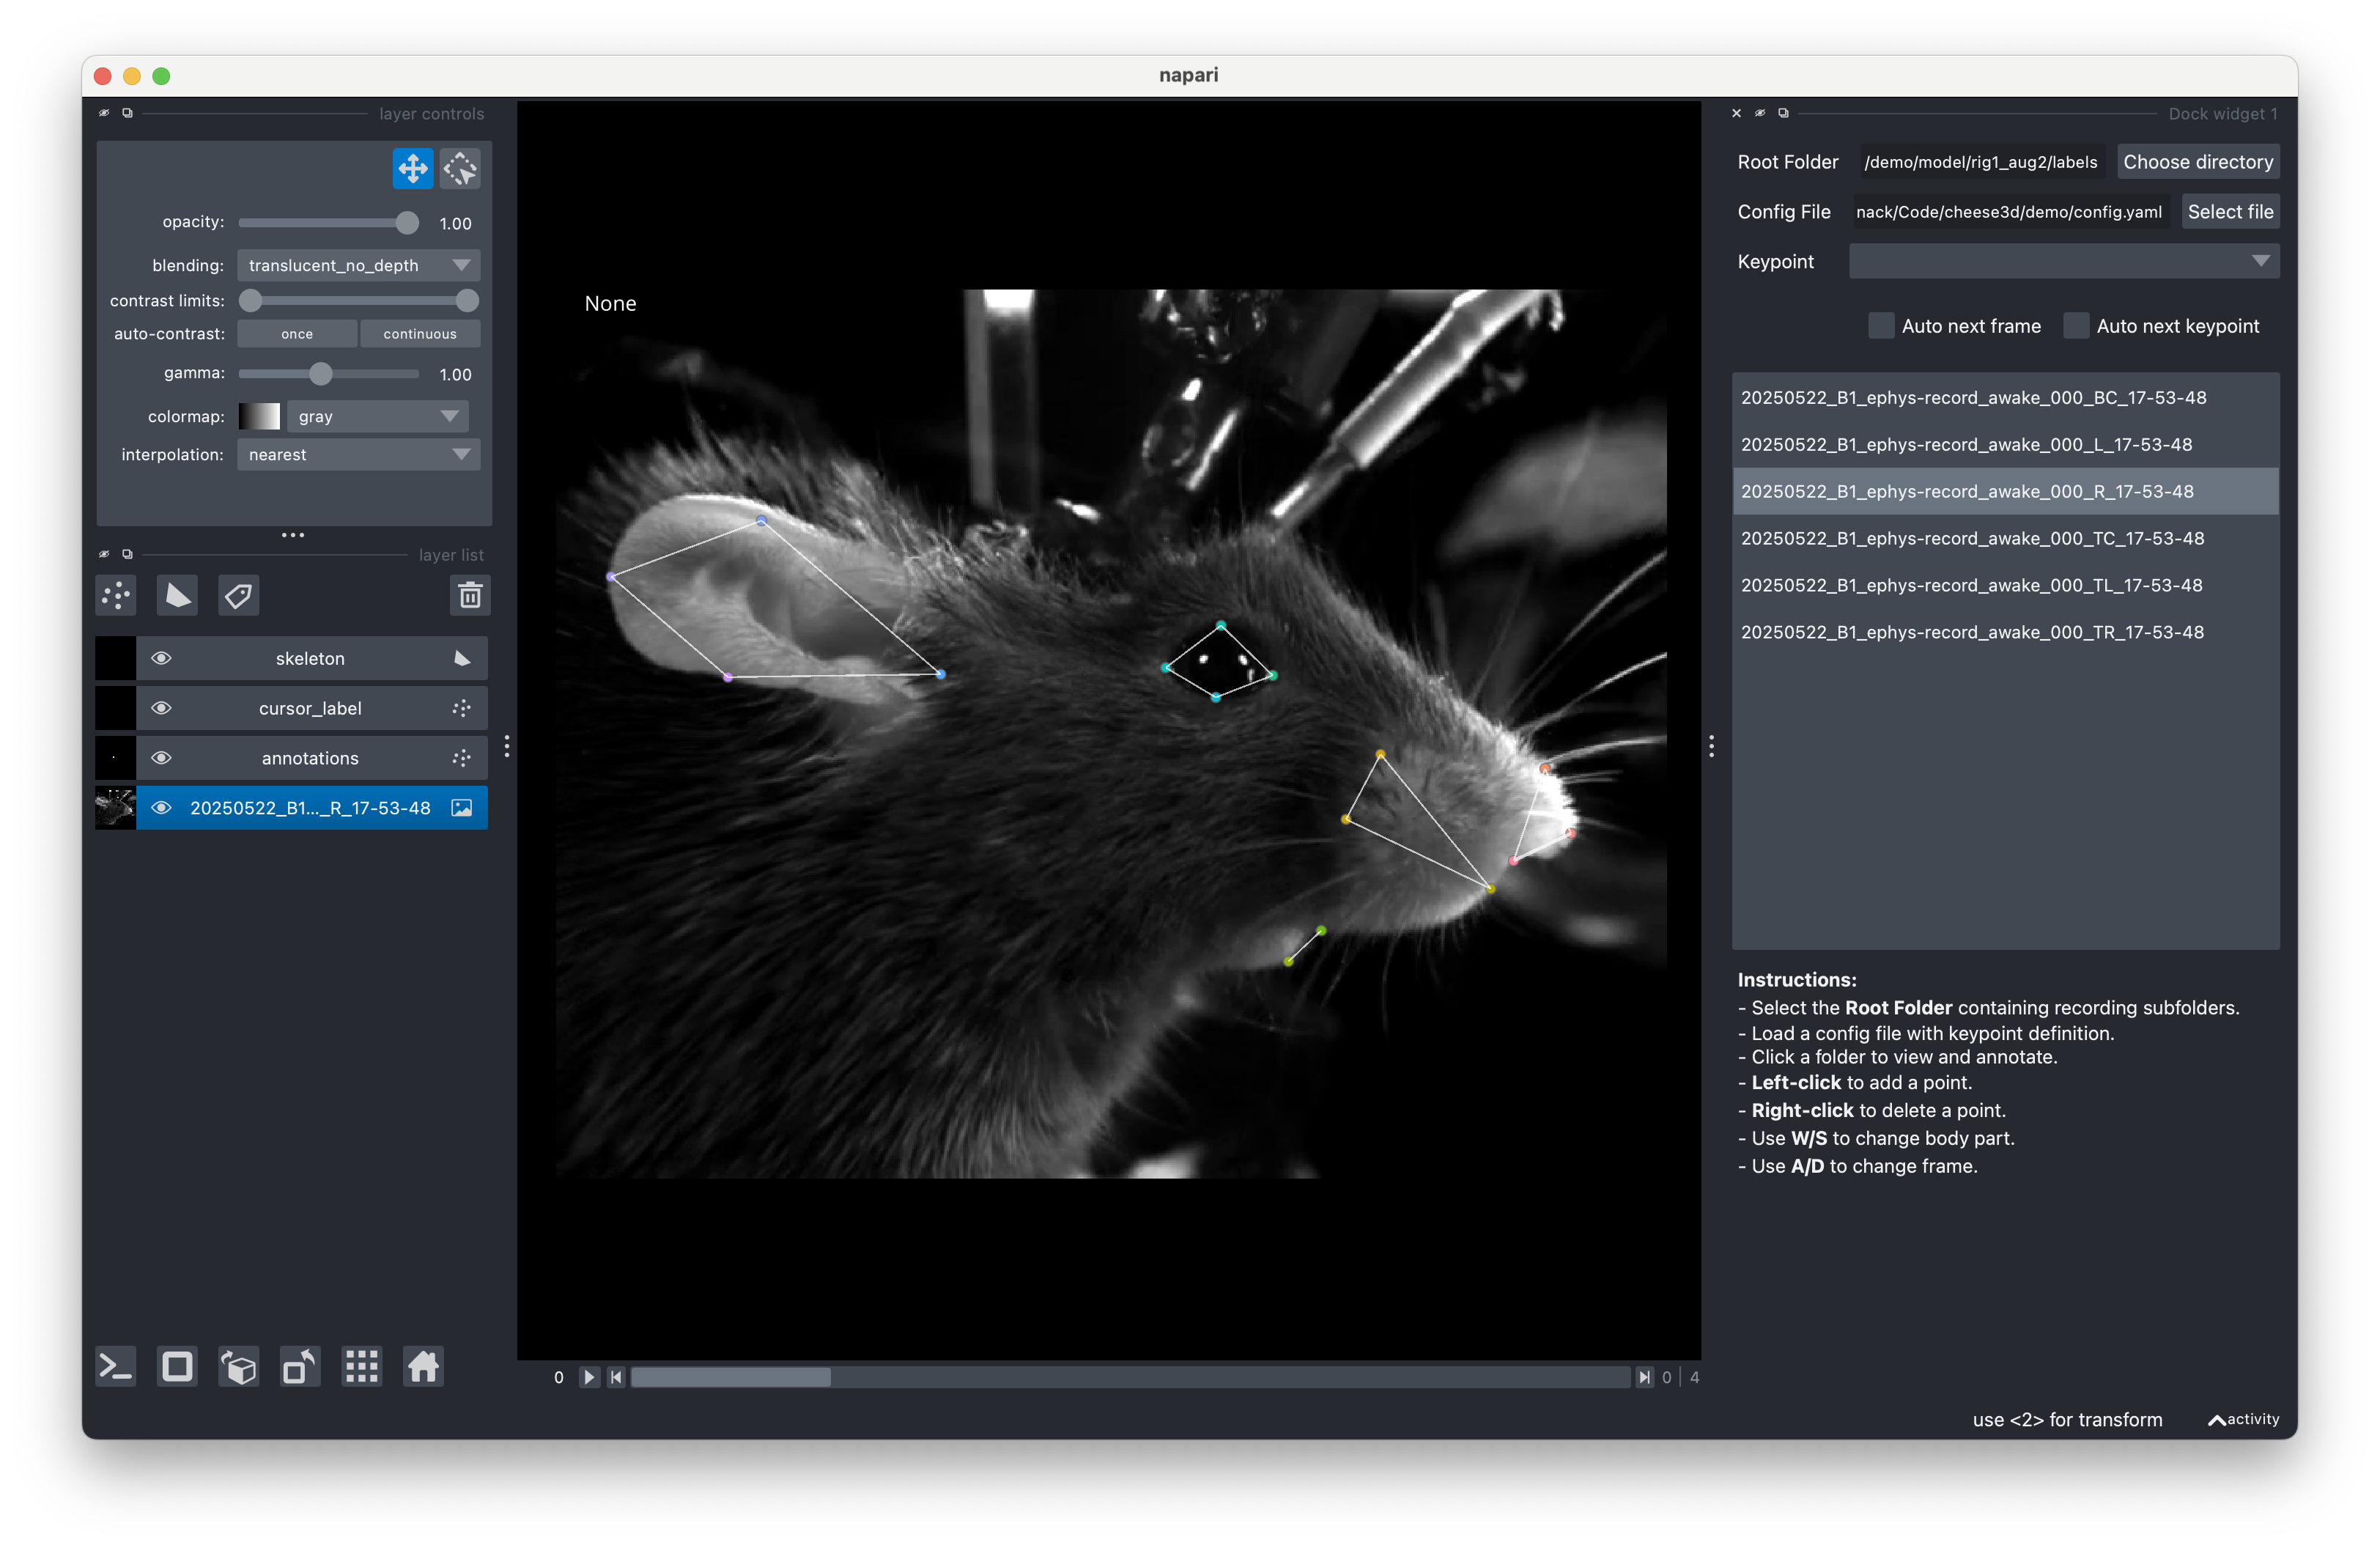 napari
layer controls
opacity: 1.00
blending: translucent_no_depth
contrast limits:
auto-contrast: once continuous
gamma: 1.00
colormap: gray
interpolation: nearest
layer list
skeleton
cursor_label
annotations
20250522_B1..._R_17-53-48
None
0
0 | 4
Dock widget 1
Root Folder /demo/model/rig1_aug2/labels Choose directory
Config File nack/Code/cheese3d/demo/config.yaml Select file
Keypoint
Auto next frame Auto next keypoint
20250522_B1_ephys-record_awake_000_BC_17-53-48
20250522_B1_ephys-record_awake_000_L_17-53-48
20250522_B1_ephys-record_awake_000_R_17-53-48
20250522_B1_ephys-record_awake_000_TC_17-53-48
20250522_B1_ephys-record_awake_000_TL_17-53-48
20250522_B1_ephys-record_awake_000_TR_17-53-48
Instructions:
- Select the Root Folder containing recording subfolders.
- Load a config file with keypoint definition.
- Click a folder to view and annotate.
- Left-click to add a point.
- Right-click to delete a point.
- Use W/S to change body part.
- Use A/D to change frame.
use <2> for transform activity